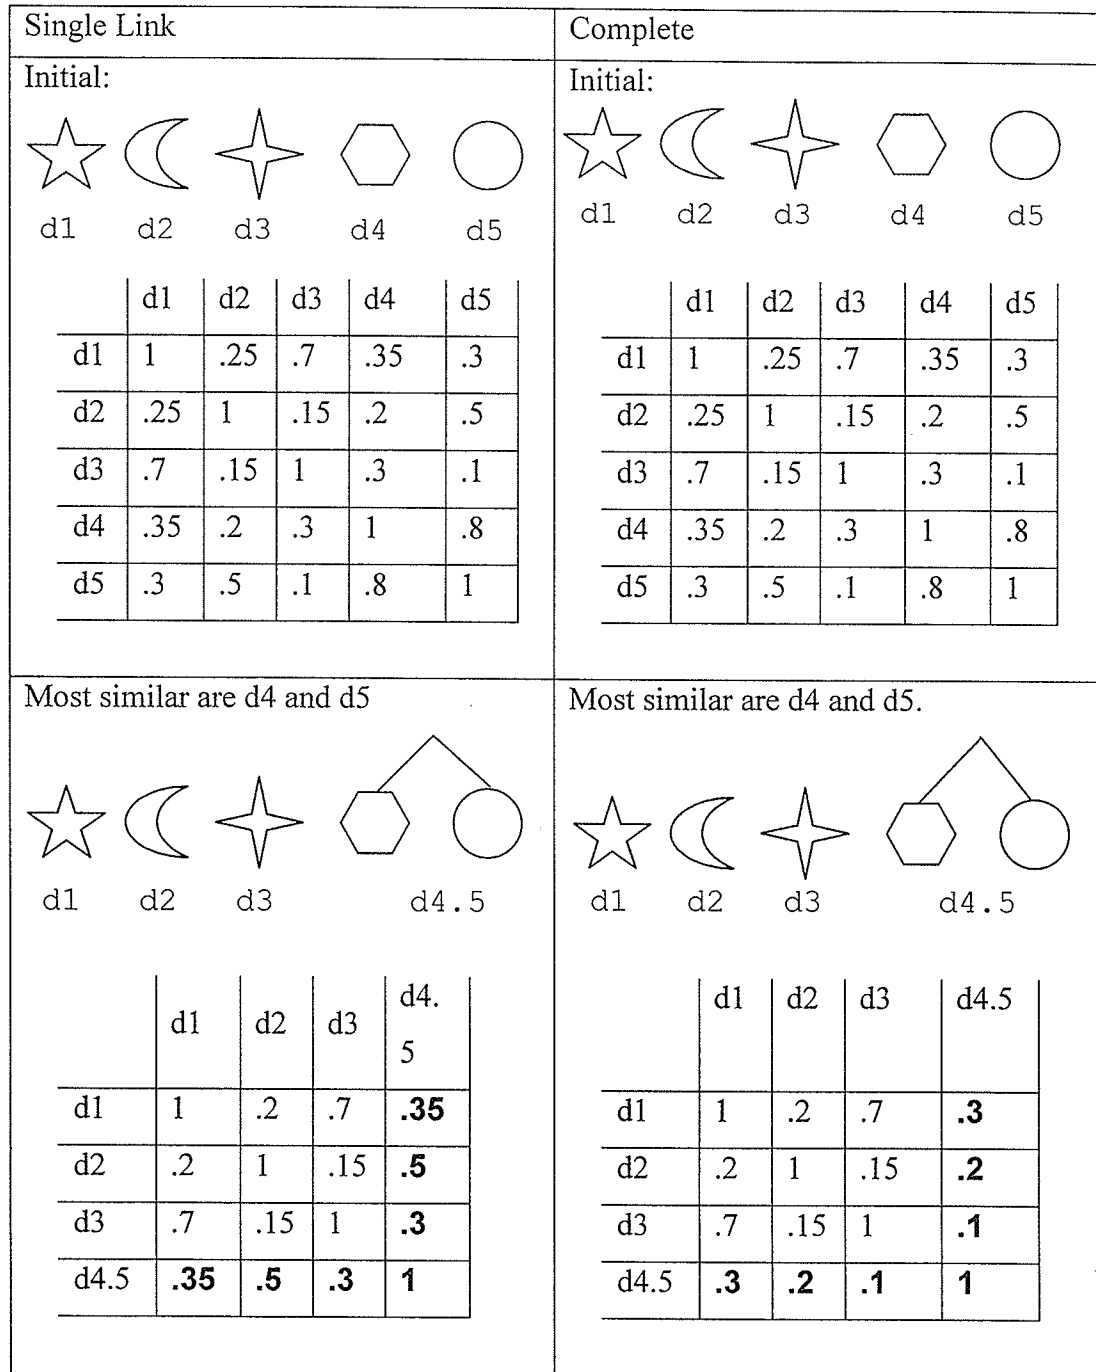 Single Link
Complete
Initial:
d1 d2 d3 d4 d5
d1 d2 d3 d4 d5
d1 1 .25 .7 .35 .3
d2 .25 1 .15 .2 .5
d3 .7 .15 1 .3 .1
d4 .35 .2 .3 1 .8
d5 .3 .5 .1 .8 1
Initial:
d1 d2 d3 d4 d5
d1 d2 d3 d4 d5
d1 1 .25 .7 .35 .3
d2 .25 1 .15 .2 .5
d3 .7 .15 1 .3 .1
d4 .35 .2 .3 1 .8
d5 .3 .5 .1 .8 1
Most similar are d4 and d5
d1 d2 d3 d4.5
d1 d2 d3 d4.
5
d1 1 .2 .7 .35
d2 .2 1 .15 .5
d3 .7 .15 1 .3
d4.5 .35 .5 .3 1
Most similar are d4 and d5.
d1 d2 d3 d4.5
d1 d2 d3 d4.5
d1 1 .2 .7 .3
d2 .2 1 .15 .2
d3 .7 .15 1 .1
d4.5 .3 .2 .1 1